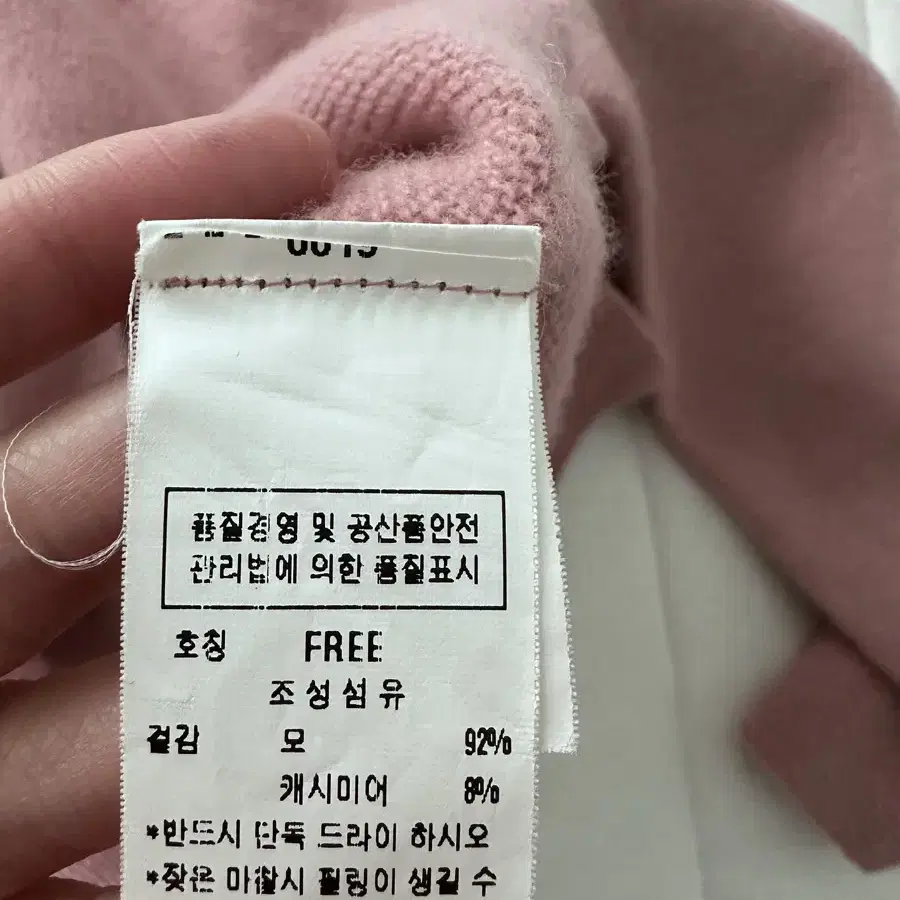 품질경영 및 공산품안전
관리법에 의한 품질표시
호칭 FREE
조성섬유
겉감 모 92%
캐시미어 8%
*반드시 단독 드라이 하시오
*잦은 마찰시 필링이 생길 수